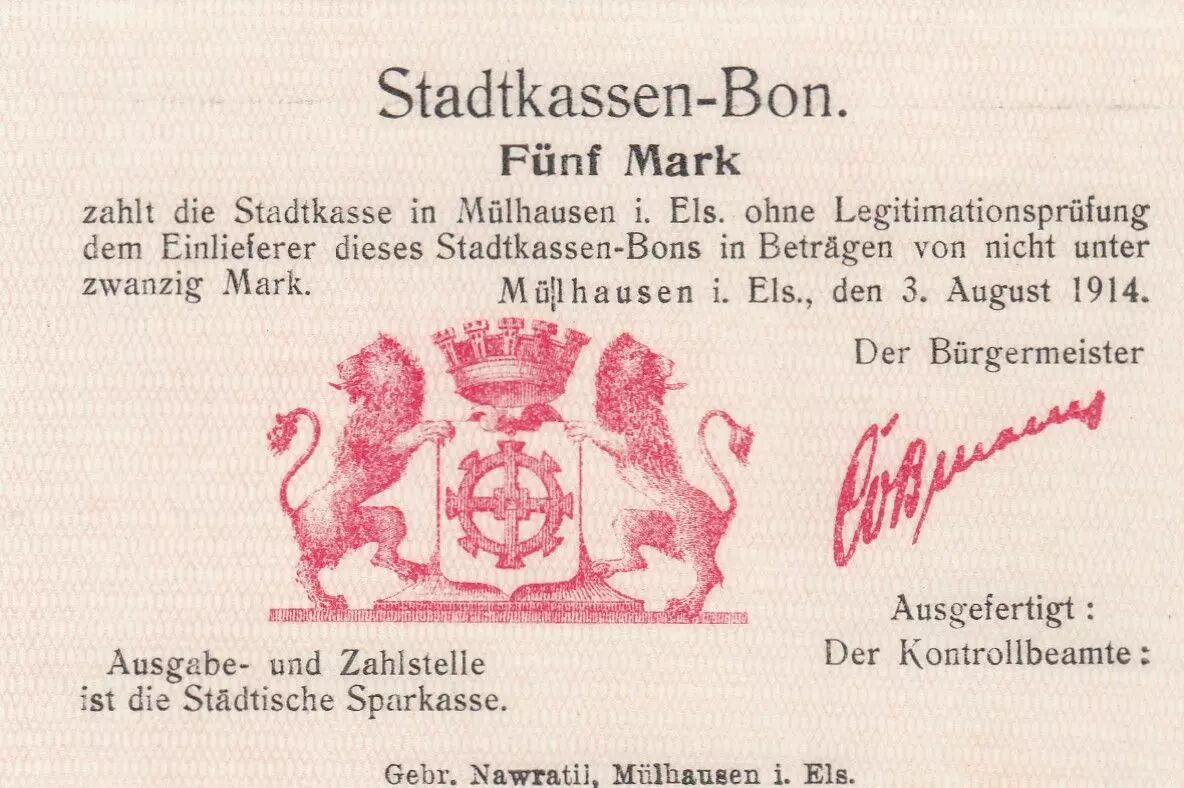 Stadtkassen-Bon.
Fünf Mark
zahlt die Stadtkasse in Mülhausen i. Els. ohne Legitimationsprüfung
dem Einlieferer dieses Stadtkassen-Bons in Beträgen von nicht unter
zwanzig Mark.
Mülhausen i. Els., den 3. August 1914.
Der Bürgermeister
Ausgefertigt:
Der Kontrollbeamte:
Ausgabe- und Zahlstelle
ist die Städtische Sparkasse.
Gebr. Nawratil, Mülhausen i. Els.